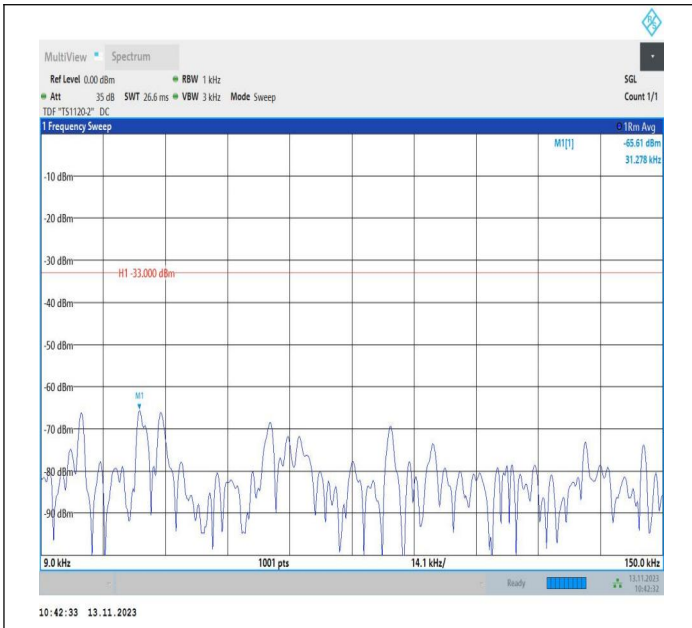 R S
MultiView Spectrum
Ref Level 0.00 dBm RBW 1 kHz SGL
Att 35 dB SWT 26.6 ms VBW 3 kHz Mode Sweep Count 1/1
TDF "TS1120-2" DC
1 Frequency Sweep 1Rm Avg
M1[1] -65.61 dBm
31.278 kHz
-10 dBm
-20 dBm
-30 dBm
H1 -33.000 dBm
-40 dBm
-50 dBm
-60 dBm
M1
-70 dBm
-80 dBm
-90 dBm
9.0 kHz 1001 pts 14.1 kHz/ 150.0 kHz
Ready 13.11.2023
10:42:32
10:42:33 13.11.2023